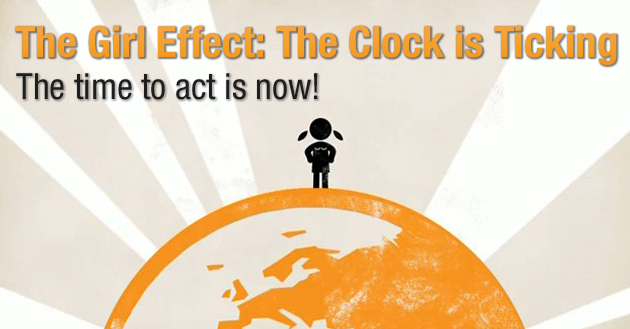 The Girl Effect: The Clock is Ticking
The time to act is now!